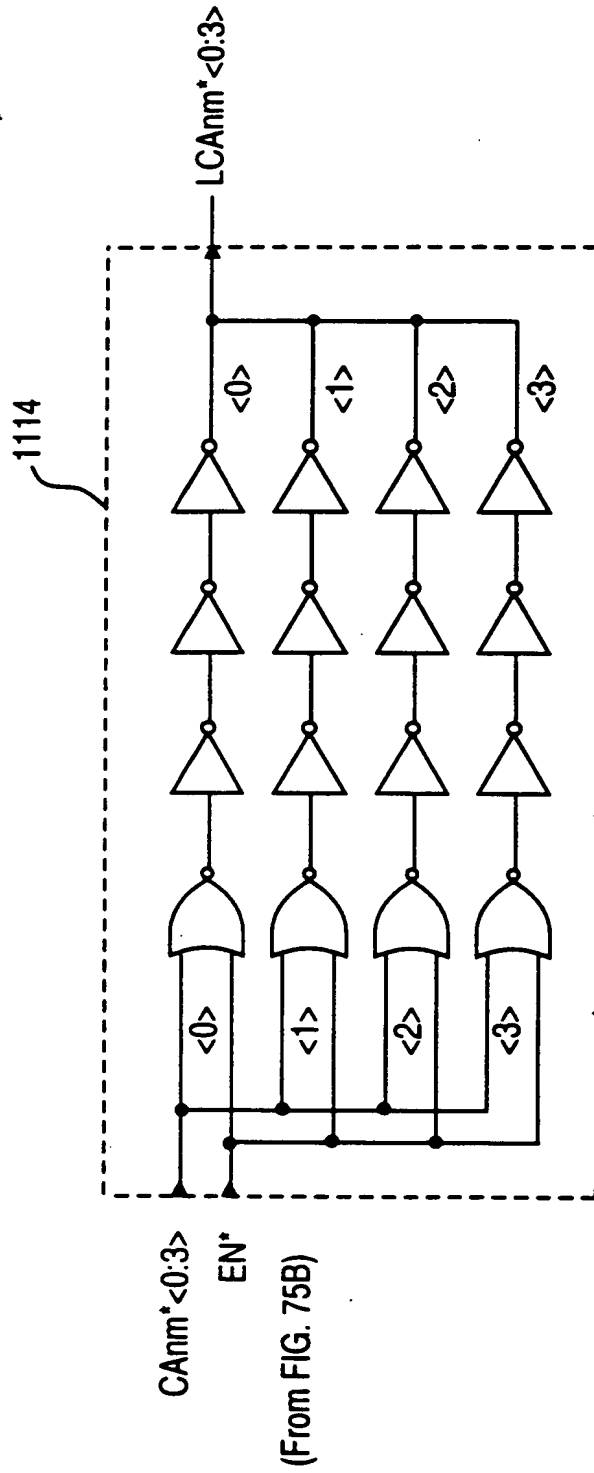 1114
CAnm*<0:3>
EN*
(From FIG. 75B)
<0>
<1>
<2>
<3>
<0>
<1>
<2>
<3>
LCAnm*<0:3>